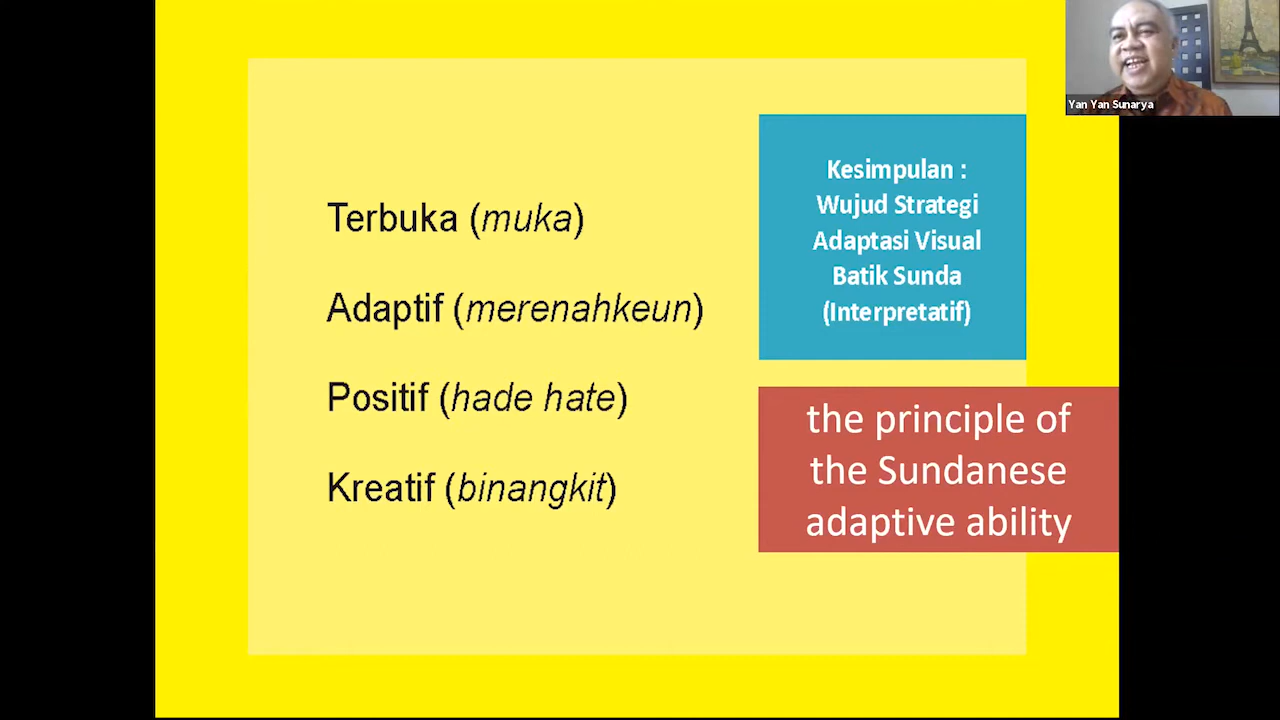 Terbuka (muka)
Adaptif (merenahkeun)
Positif (hade hate)
Kreatif (binangkit)
Kesimpulan :
Wujud Strategi
Adaptasi Visual
Batik Sunda
(Interpretatif)
the principle of
the Sundanese
adaptive ability
Yan Yan Sunarya